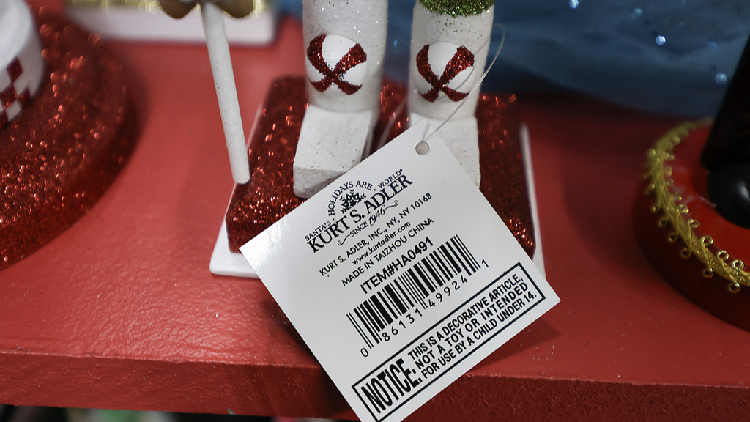 SANTA'S · HOLIDAYS ARE · WORLD
KURT S. ADLER
SINCE 1946
KURT S. ADLER, INC., NY, NY 10168
www.kurtadler.com
MADE IN TAIZHOU CHINA
ITEM#HA0491
0 86131 49924 1
NOTICE: THIS IS A DECORATIVE ARTICLE,
NOT A TOY OR INTENDED
FOR USE BY A CHILD UNDER 14.